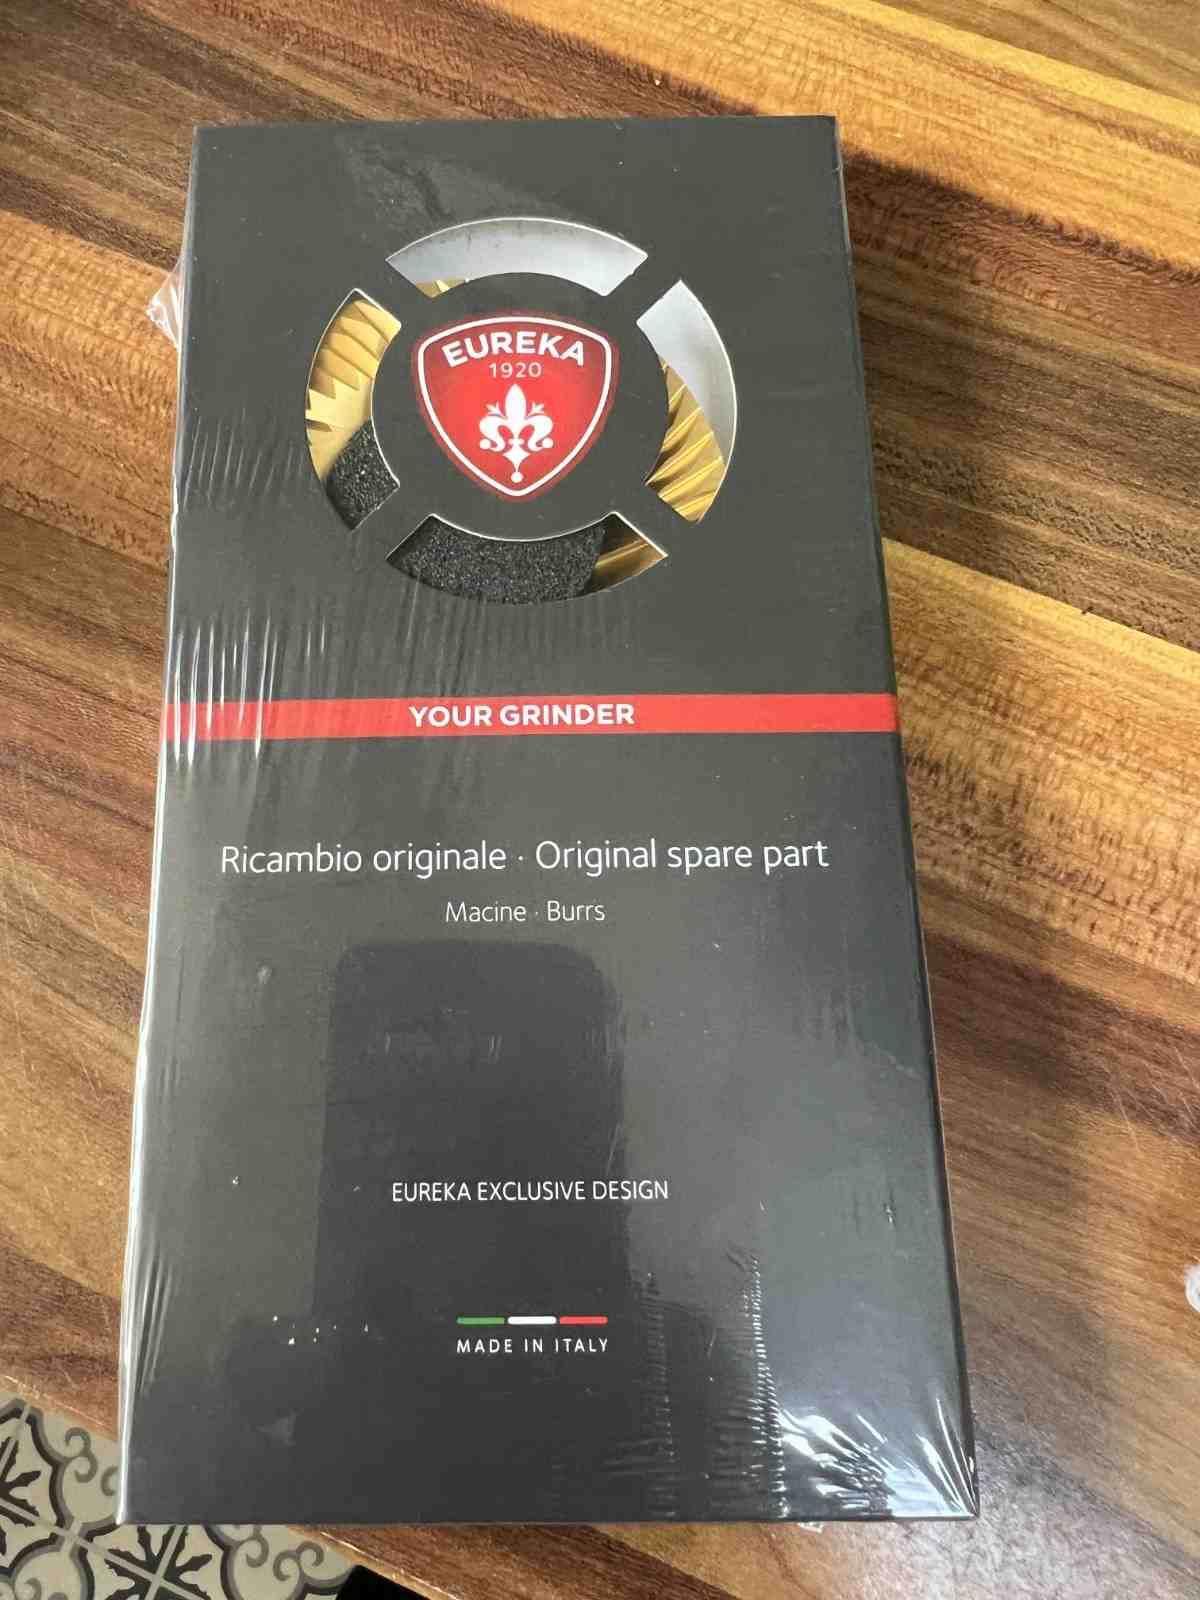 EUREKA
1920
YOUR GRINDER
Ricambio originale · Original spare part
Macine · Burrs
EUREKA EXCLUSIVE DESIGN
MADE IN ITALY